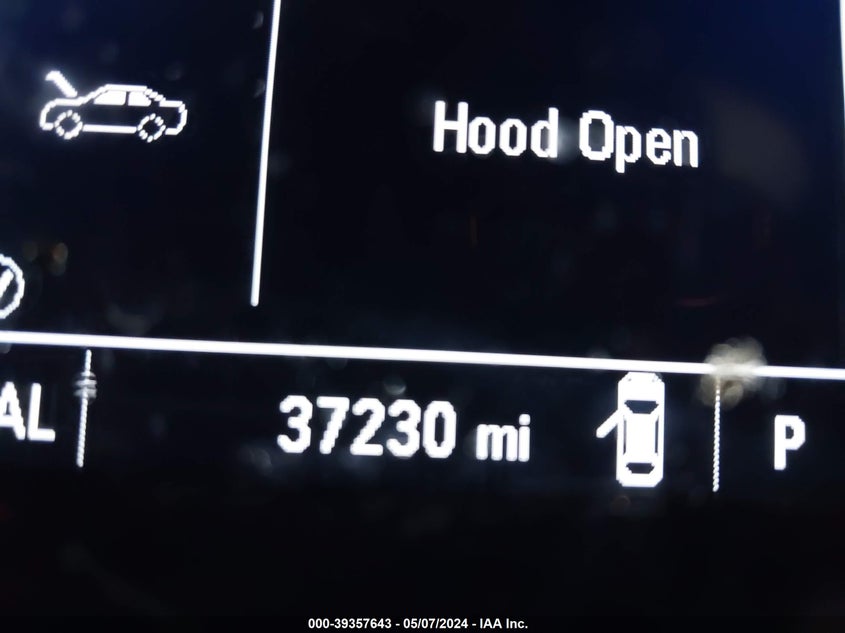 Hood Open
AL
37230 mi
P
000-39357643 - 05/07/2024 - IAA Inc.